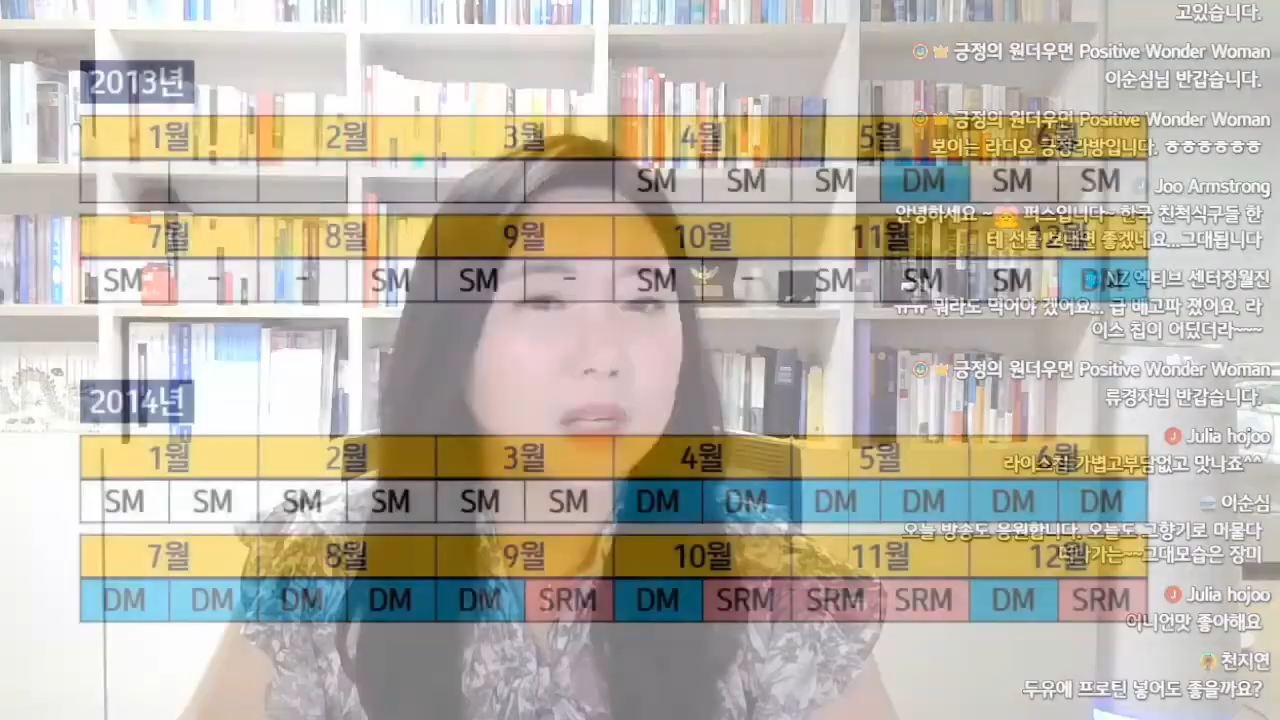 2013년
1월 2월 3월 4월 5월 6월
SM SM SM DM SM SM
7월 8월 9월 10월 11월 12월
SM - - SM SM - SM - SM SM SM DM
2014년
1월 2월 3월 4월 5월 6월
SM SM SM SM SM SM DM DM DM DM DM DM
7월 8월 9월 10월 11월 12월
DM DM DM DM DM SRM DM SRM SRM SRM DM SRM
고있습니다.
긍정의 원더우먼 Positive Wonder Woman
이순심님 반갑습니다.
긍정의 원더우먼 Positive Wonder Woman
보이는 라디오 긍정라방입니다. ㅎㅎㅎㅎㅎㅎ
J Joo Armstrong
안녕하세요 ~ 퍽스입니다~ 한국 친척식구들 한
테 선물 보내면 좋겠네요...그대됩니다
NZ 엑티브 센터정월진
뀨뀨 뭐라도 먹어야 겠어요... 급 배고파 졌어요. 라
이스 칩이 어딨더라~~~
긍정의 원더우먼 Positive Wonder Woman
류경자님 반갑습니다.
J Julia hojoo
라이스칩 가볍고부담없고 맛나죠^^
이순심
오늘 방송도 응원합니다. 오늘도 그향기로 머물다
떠나가는~~그대모습은 장미
J Julia hojoo
어니언맛 좋아해요
천지연
두유에 프로틴 넣어도 좋을까요?